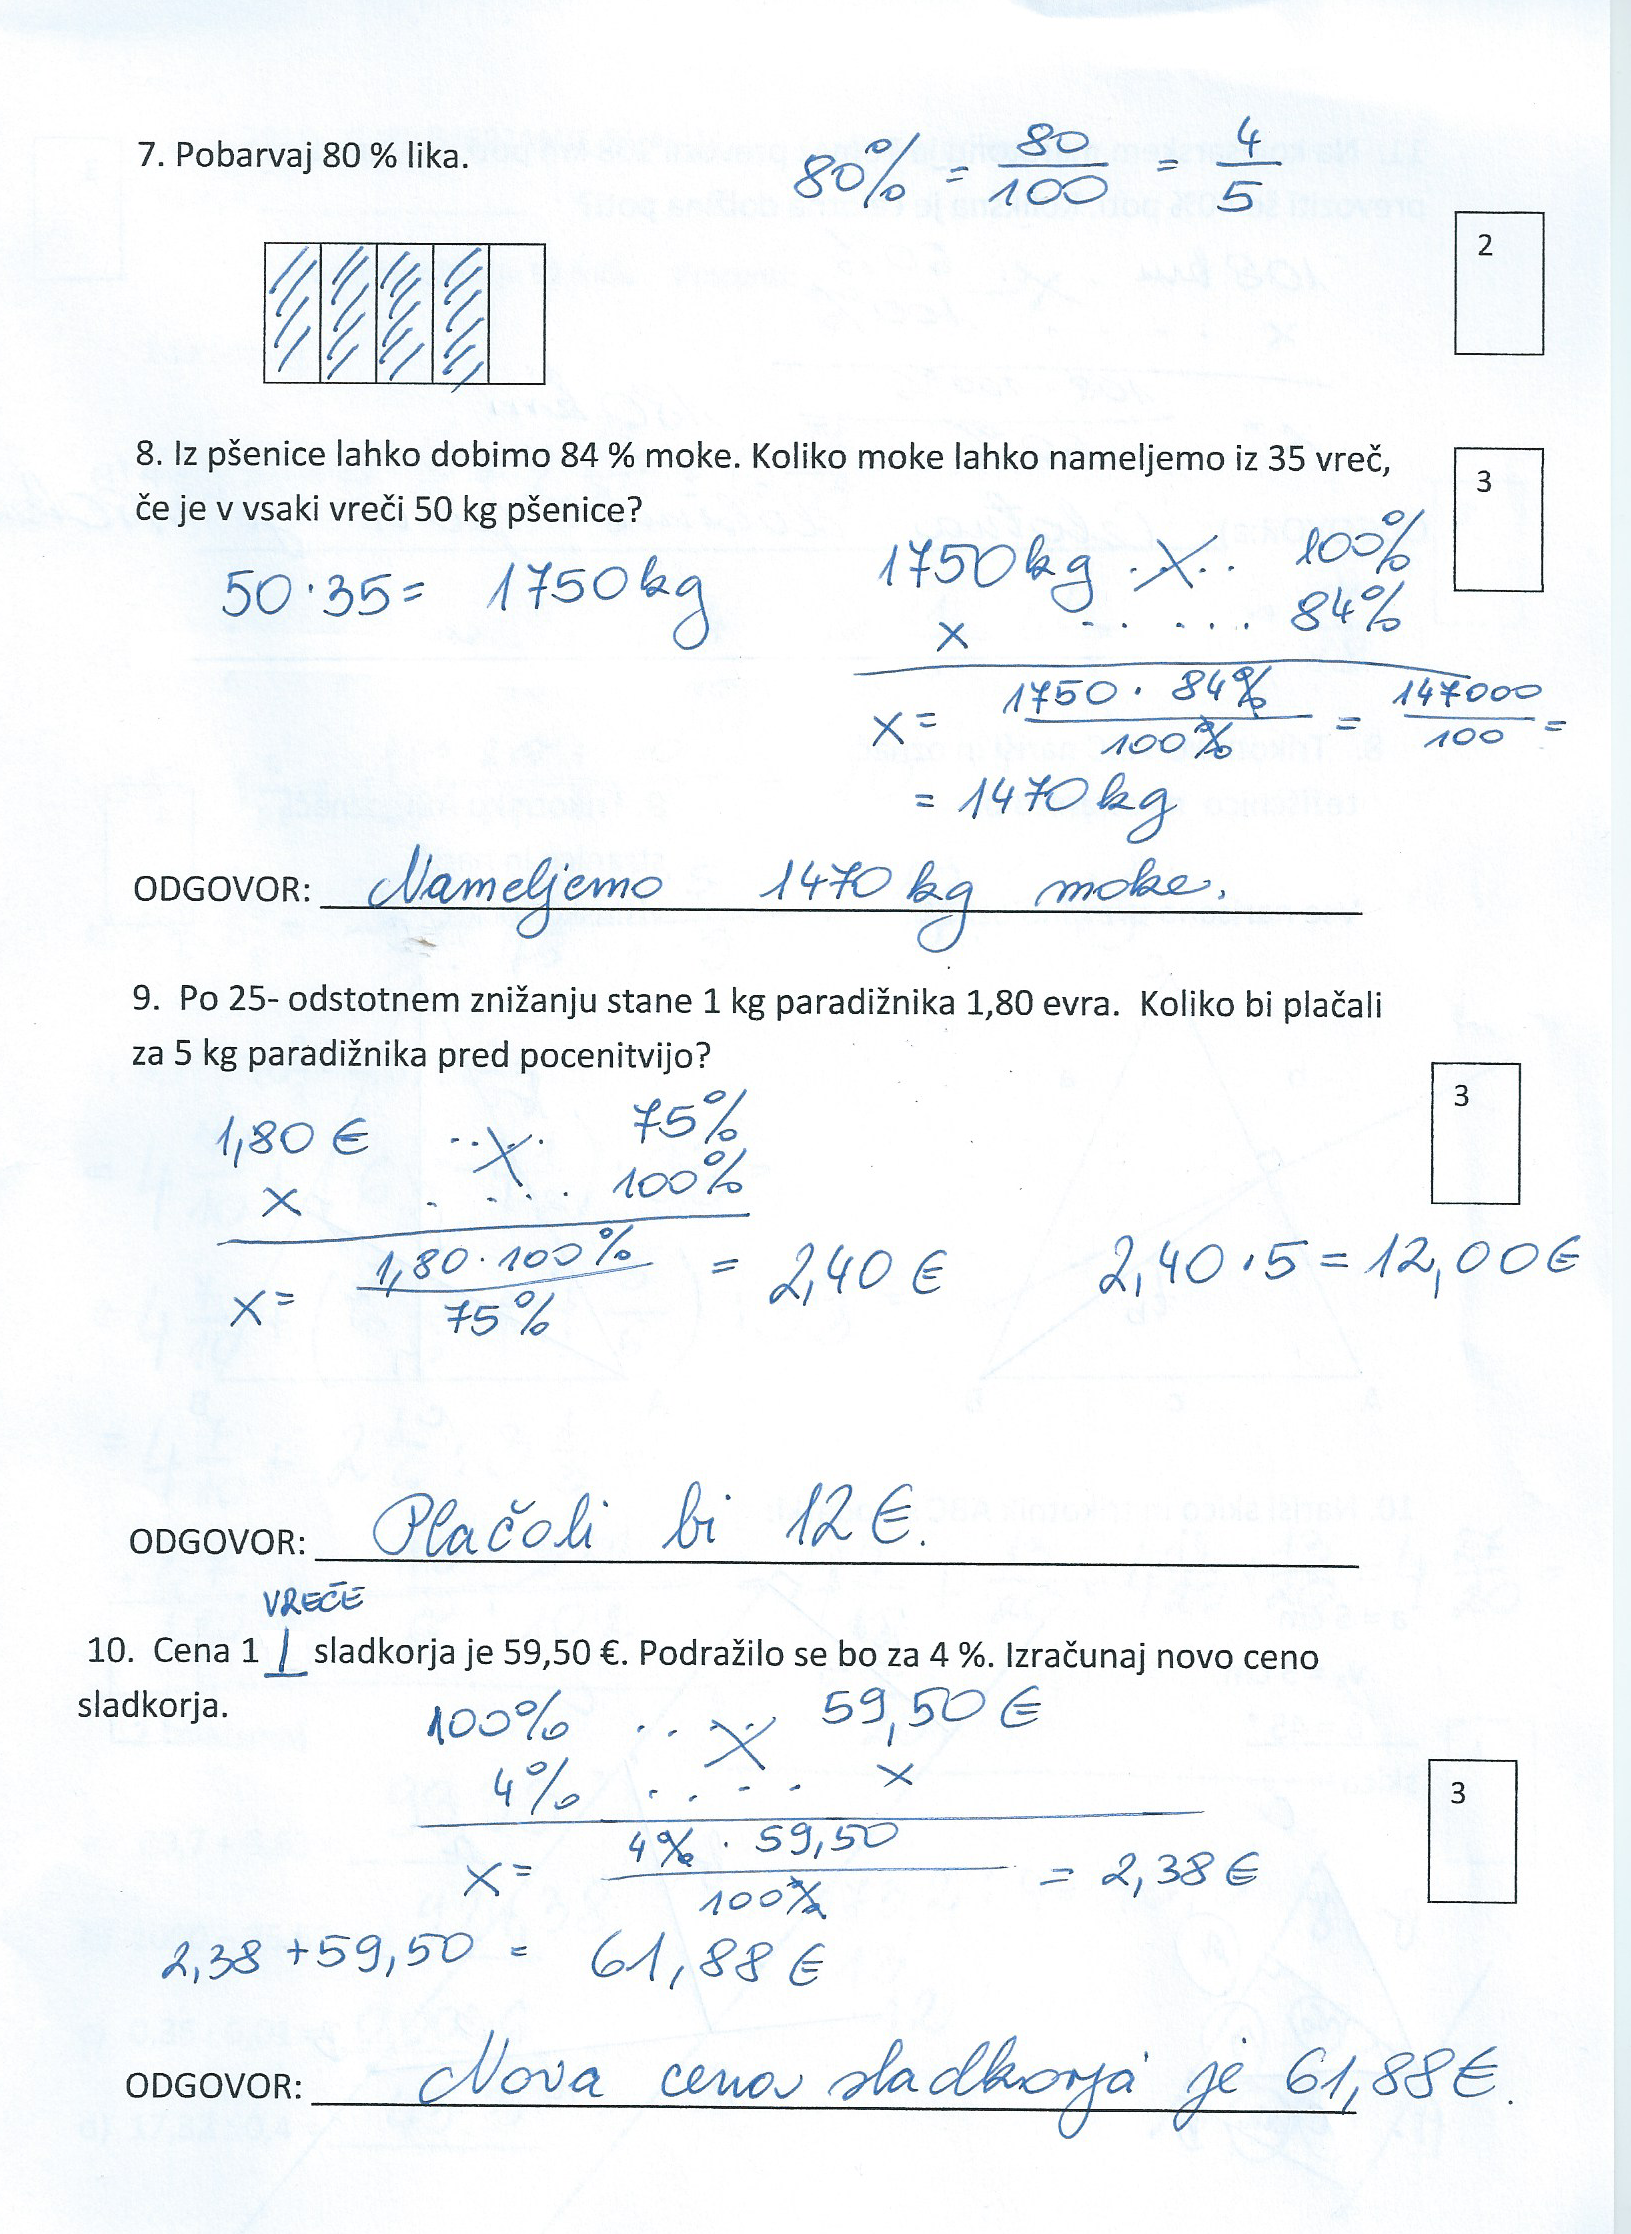 7. Pobarvaj 80 % lika.
80% = 80/100 = 4/5
2
8. Iz pšenice lahko dobimo 84 % moke. Koliko moke lahko nameljemo iz 35 vreč,
če je v vsaki vreči 50 kg pšenice?
3
50 · 35 = 1750 kg
1750 kg ..... 100%
x ..... 84%
x = 1750 · 84% / 100% = 147000 / 100 =
= 1470 kg
ODGOVOR: Nameljemo 1470 kg moke.
9. Po 25- odstotnem znižanju stane 1 kg paradižnika 1,80 evra. Koliko bi plačali
za 5 kg paradižnika pred pocenitvijo?
3
1,80 € ..... 75%
x ..... 100%
x = 1,80 · 100% / 75% = 2,40 €
2,40 · 5 = 12,00 €
ODGOVOR: Plačali bi 12 €.
VREČE
10. Cena 1 l sladkorja je 59,50 €. Podražilo se bo za 4 %. Izračunaj novo ceno
sladkorja.
3
100% ..... 59,50 €
4% ..... x
x = 4% · 59,50 / 100% = 2,38 €
2,38 + 59,50 = 61,88 €
ODGOVOR: Nova cena sladkorja je 61,88 €.